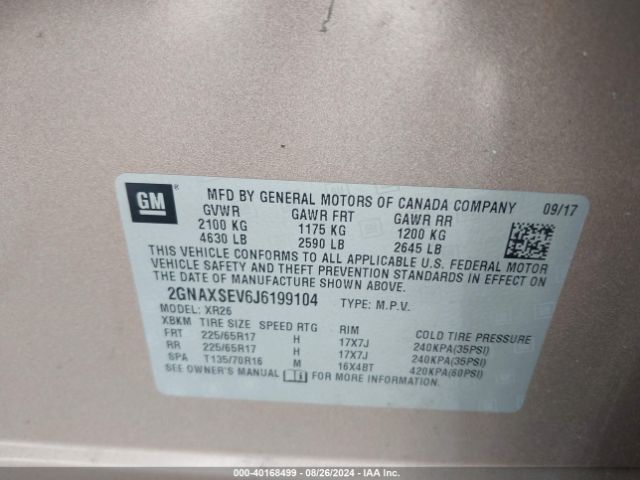 GM ®
MFD BY GENERAL MOTORS OF CANADA COMPANY 09/17
GVWR GAWR FRT GAWR RR
2100 KG 1175 KG 1200 KG
4630 LB 2590 LB 2645 LB
THIS VEHICLE CONFORMS TO ALL APPLICABLE U.S. FEDERAL MOTOR
VEHICLE SAFETY AND THEFT PREVENTION STANDARDS IN EFFECT ON
THE DATE OF MANUFACTURE SHOWN ABOVE.
2GNAXSEV6J6199104 TYPE: M.P.V.
MODEL: XR26
XBKM TIRE SIZE SPEED RTG RIM COLD TIRE PRESSURE
FRT 225/65R17 H 17X7J 240KPA(35PSI)
RR 225/65R17 H 17X7J 240KPA(35PSI)
SPA T135/70R16 M 16X4BT 420KPA(60PSI)
SEE OWNER'S MANUAL FOR MORE INFORMATION
000-40168499 - 08/26/2024 - IAA Inc.